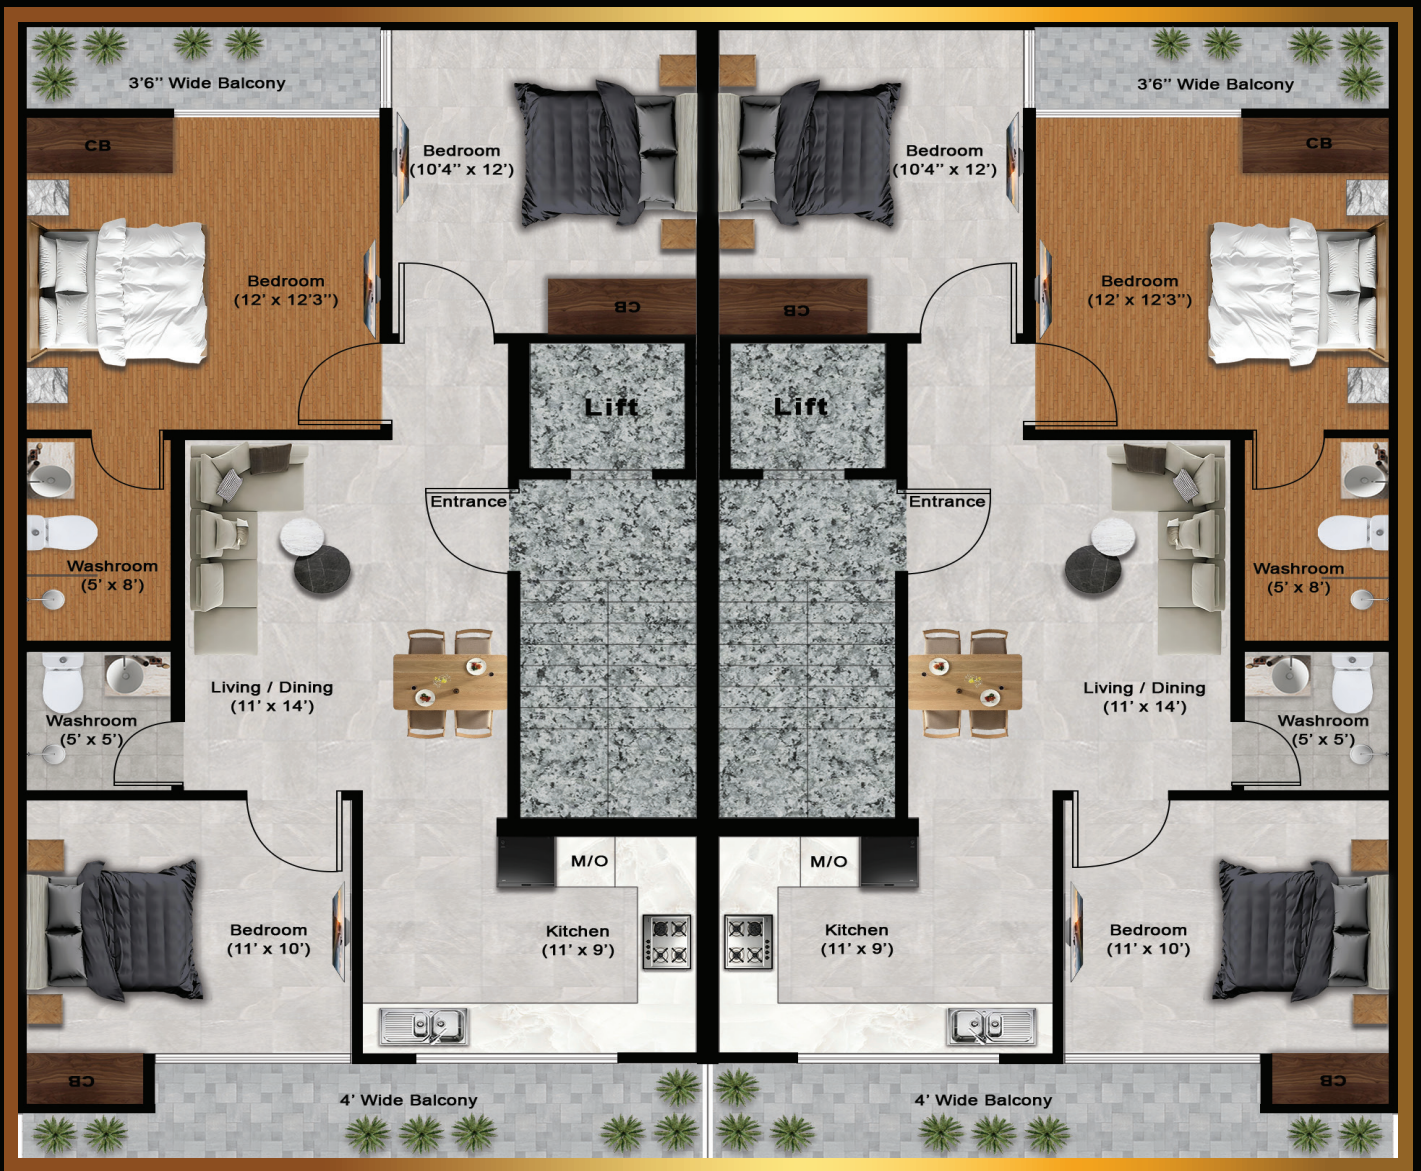 3'6" Wide Balcony
3'6" Wide Balcony
CB
CB
Bedroom
(10'4" x 12')
Bedroom
(10'4" x 12')
Bedroom
(12' x 12'3")
Bedroom
(12' x 12'3")
CB
CB
Lift
Lift
Entrance
Entrance
Washroom
(5' x 8')
Washroom
(5' x 8')
Living / Dining
(11' x 14')
Living / Dining
(11' x 14')
Washroom
(5' x 5')
Washroom
(5' x 5')
M/O
M/O
Bedroom
(11' x 10')
Kitchen
(11' x 9')
Kitchen
(11' x 9')
Bedroom
(11' x 10')
CB
CB
4' Wide Balcony
4' Wide Balcony